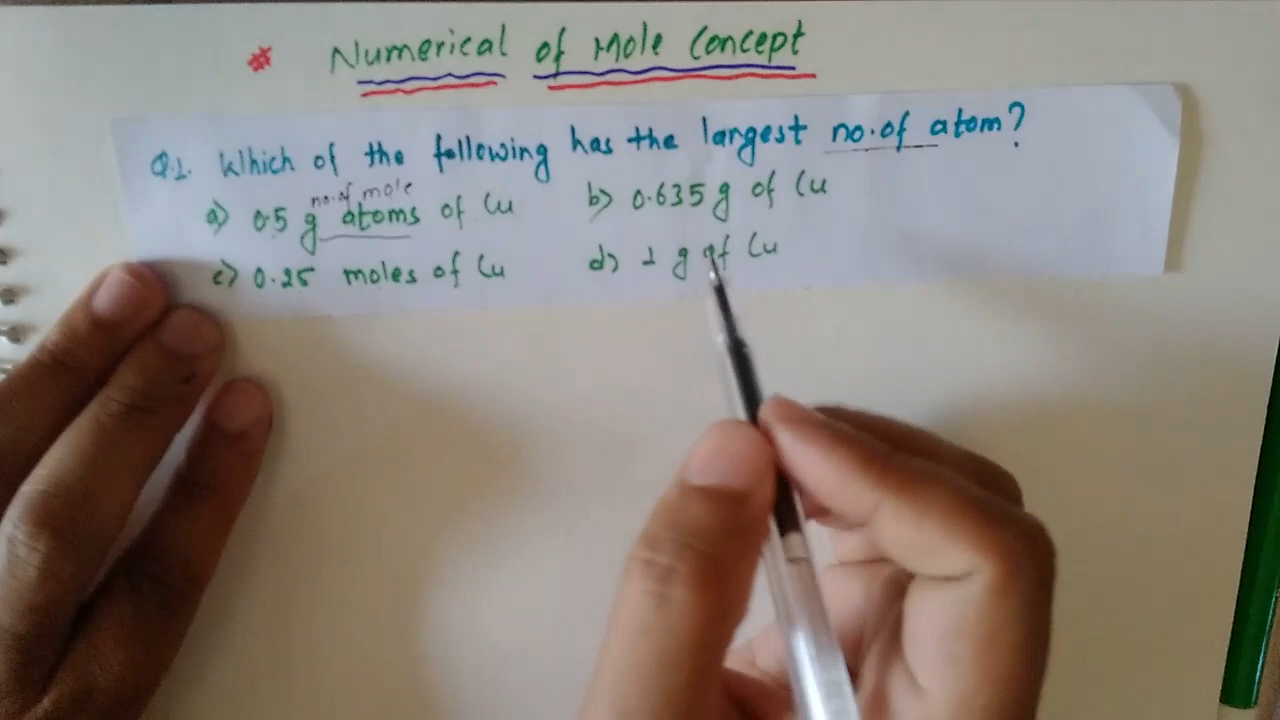 * Numerical of Mole Concept
Q.1. Which of the following has the largest no. of atom?
no. of mole
a) 0.5 g atoms of Cu b) 0.635 g of Cu
c) 0.25 moles of Cu d) 1 g of Cu